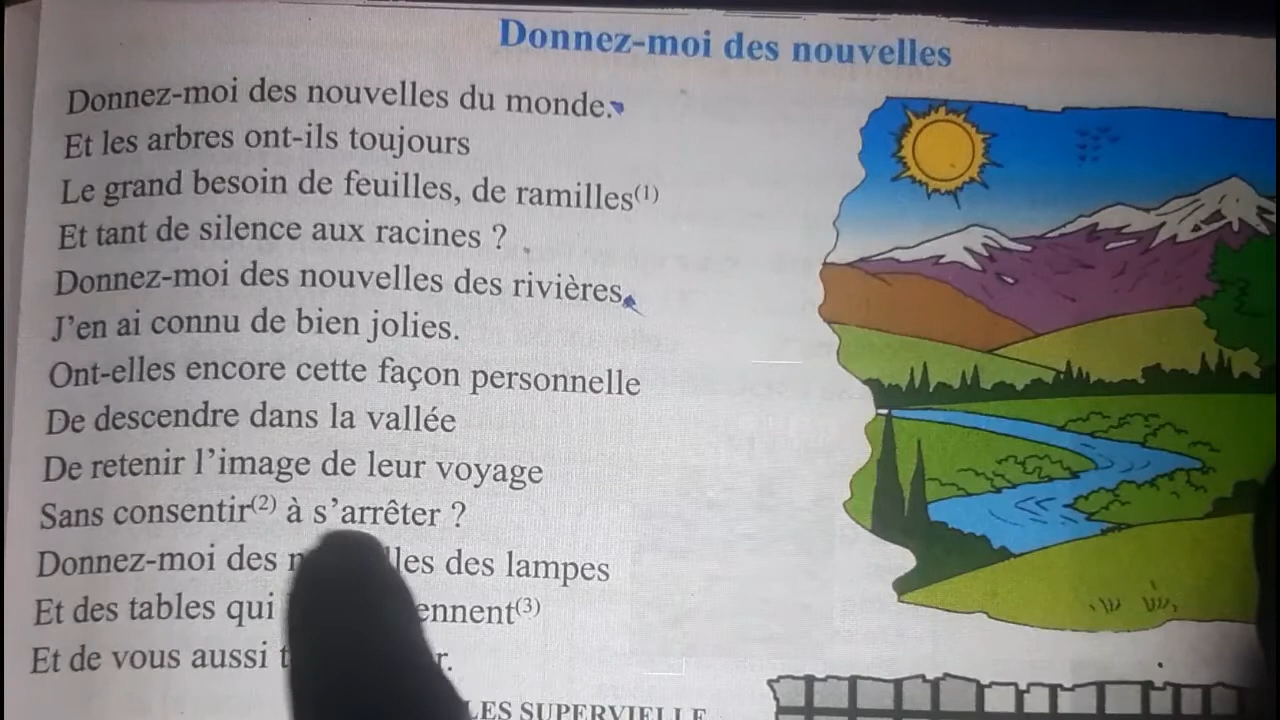 Donnez-moi des nouvelles
Donnez-moi des nouvelles du monde.
Et les arbres ont-ils toujours
Le grand besoin de feuilles, de ramilles(1)
Et tant de silence aux racines ?
Donnez-moi des nouvelles des rivières
J'en ai connu de bien jolies.
Ont-elles encore cette façon personnelle
De descendre dans la vallée
De retenir l'image de leur voyage
Sans consentir(2) à s'arrêter ?
Donnez-moi des des lampes
Et des tables qui
Et de vous aussi
SUPERVIELLE